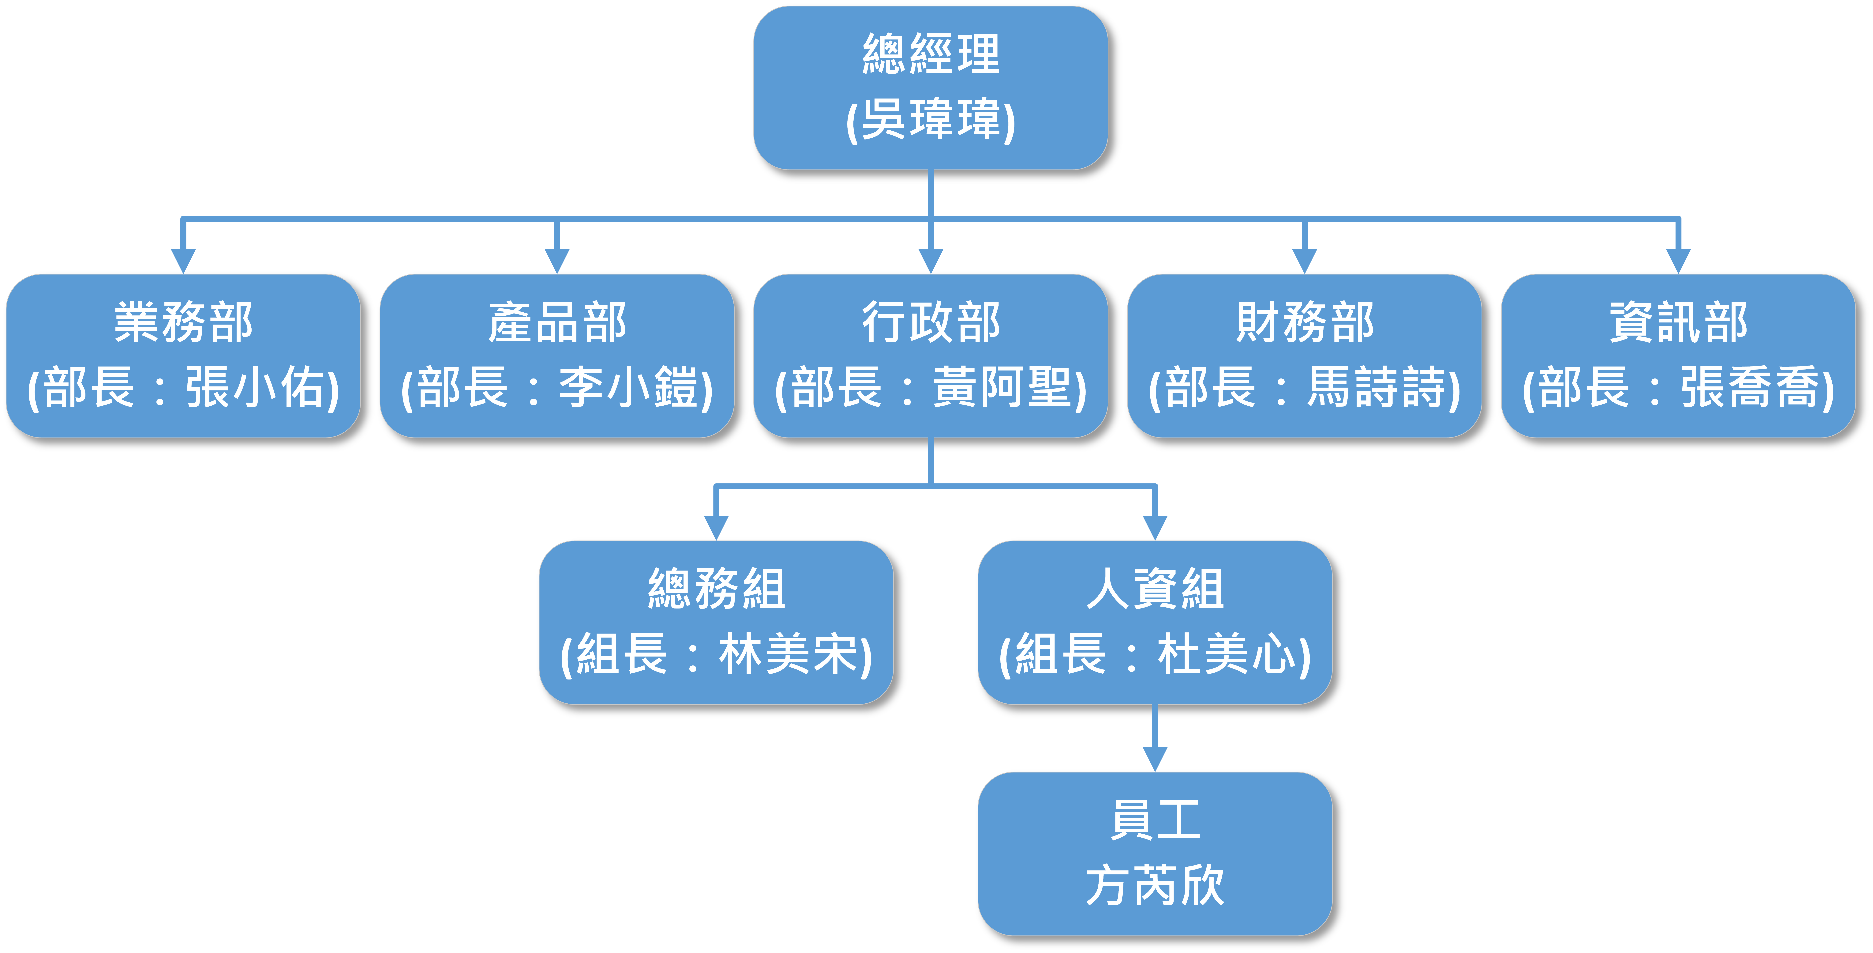 總經理
(吳瑋瑋)
業務部
(部長：張小佑)
產品部
(部長：李小鎧)
行政部
(部長：黃阿聖)
財務部
(部長：馬詩詩)
資訊部
(部長：張喬喬)
總務組
(組長：林美宋)
人資組
(組長：杜美心)
員工
方芮欣